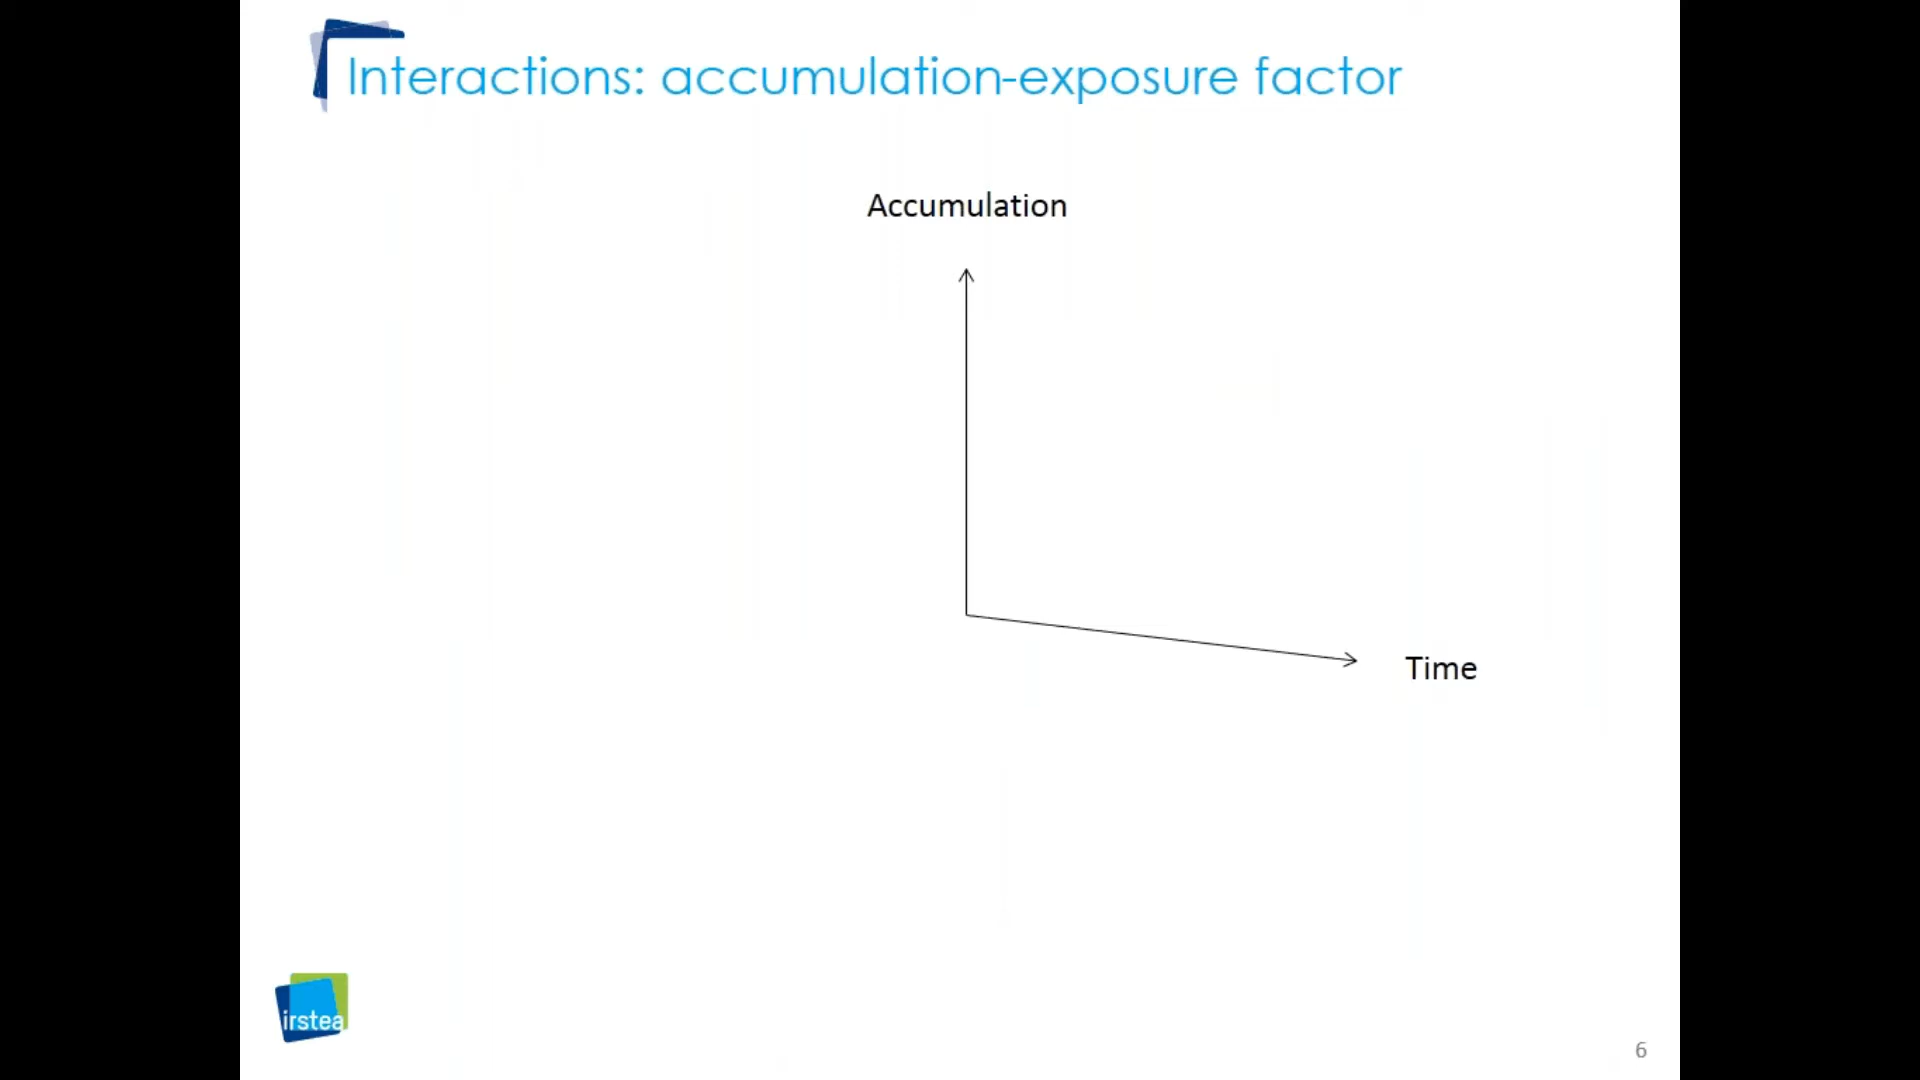 Interactions: accumulation-exposure factor
Accumulation
Time
irstea
6